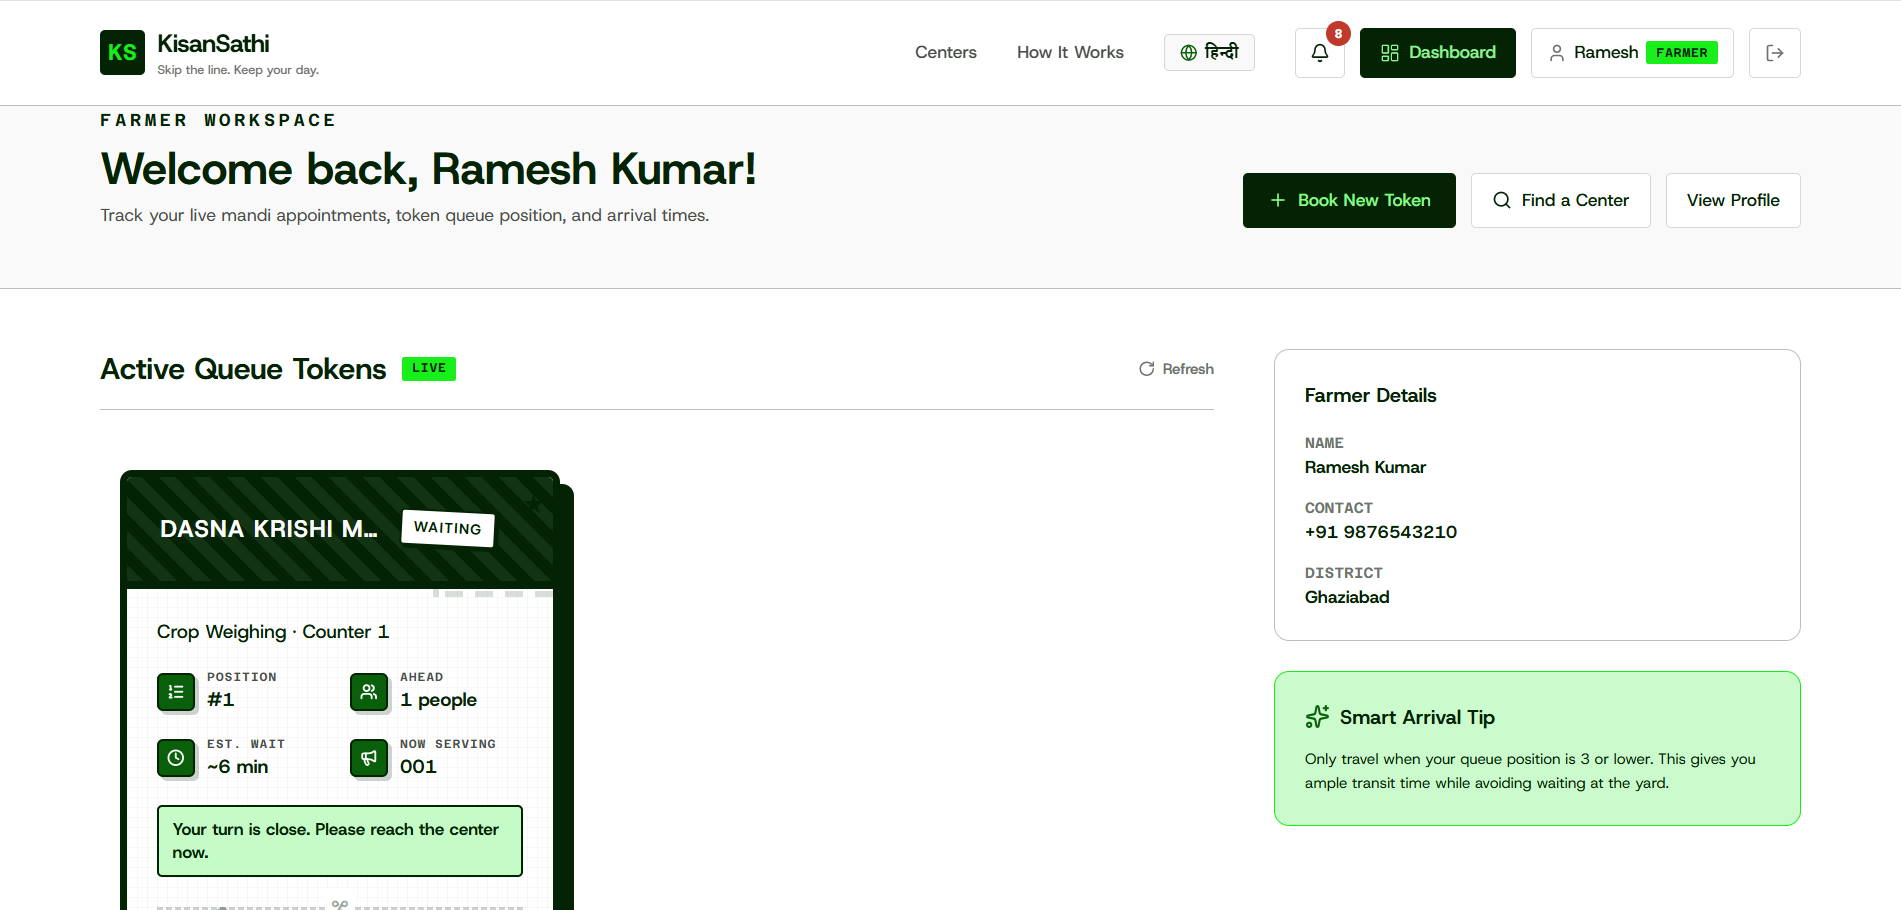 KS
KisanSathi
Skip the line. Keep your day.
Centers
How It Works
हिन्दी
8
Dashboard
Ramesh FARMER
FARMER WORKSPACE
Welcome back, Ramesh Kumar!
Track your live mandi appointments, token queue position, and arrival times.
Book New Token
Find a Center
View Profile
Active Queue Tokens LIVE
Refresh
DASNA KRISHI M... WAITING
Crop Weighing · Counter 1
POSITION
#1
AHEAD
1 people
EST. WAIT
~6 min
NOW SERVING
001
Your turn is close. Please reach the center
now.
Farmer Details
NAME
Ramesh Kumar
CONTACT
+91 9876543210
DISTRICT
Ghaziabad
Smart Arrival Tip
Only travel when your queue position is 3 or lower. This gives you
ample transit time while avoiding waiting at the yard.